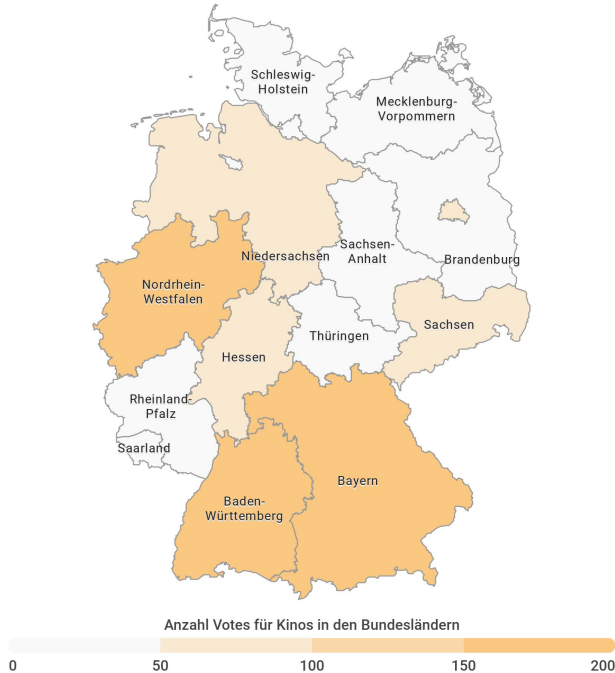 Schleswig-
Holstein
Mecklenburg-
Vorpommern
Niedersachsen
Sachsen-
Anhalt
Brandenburg
Nordrhein-
Westfalen
Sachsen
Thüringen
Hessen
Rheinland-
Pfalz
Saarland
Bayern
Baden-
Württemberg
Anzahl Votes für Kinos in den Bundesländern
0 50 100 150 200